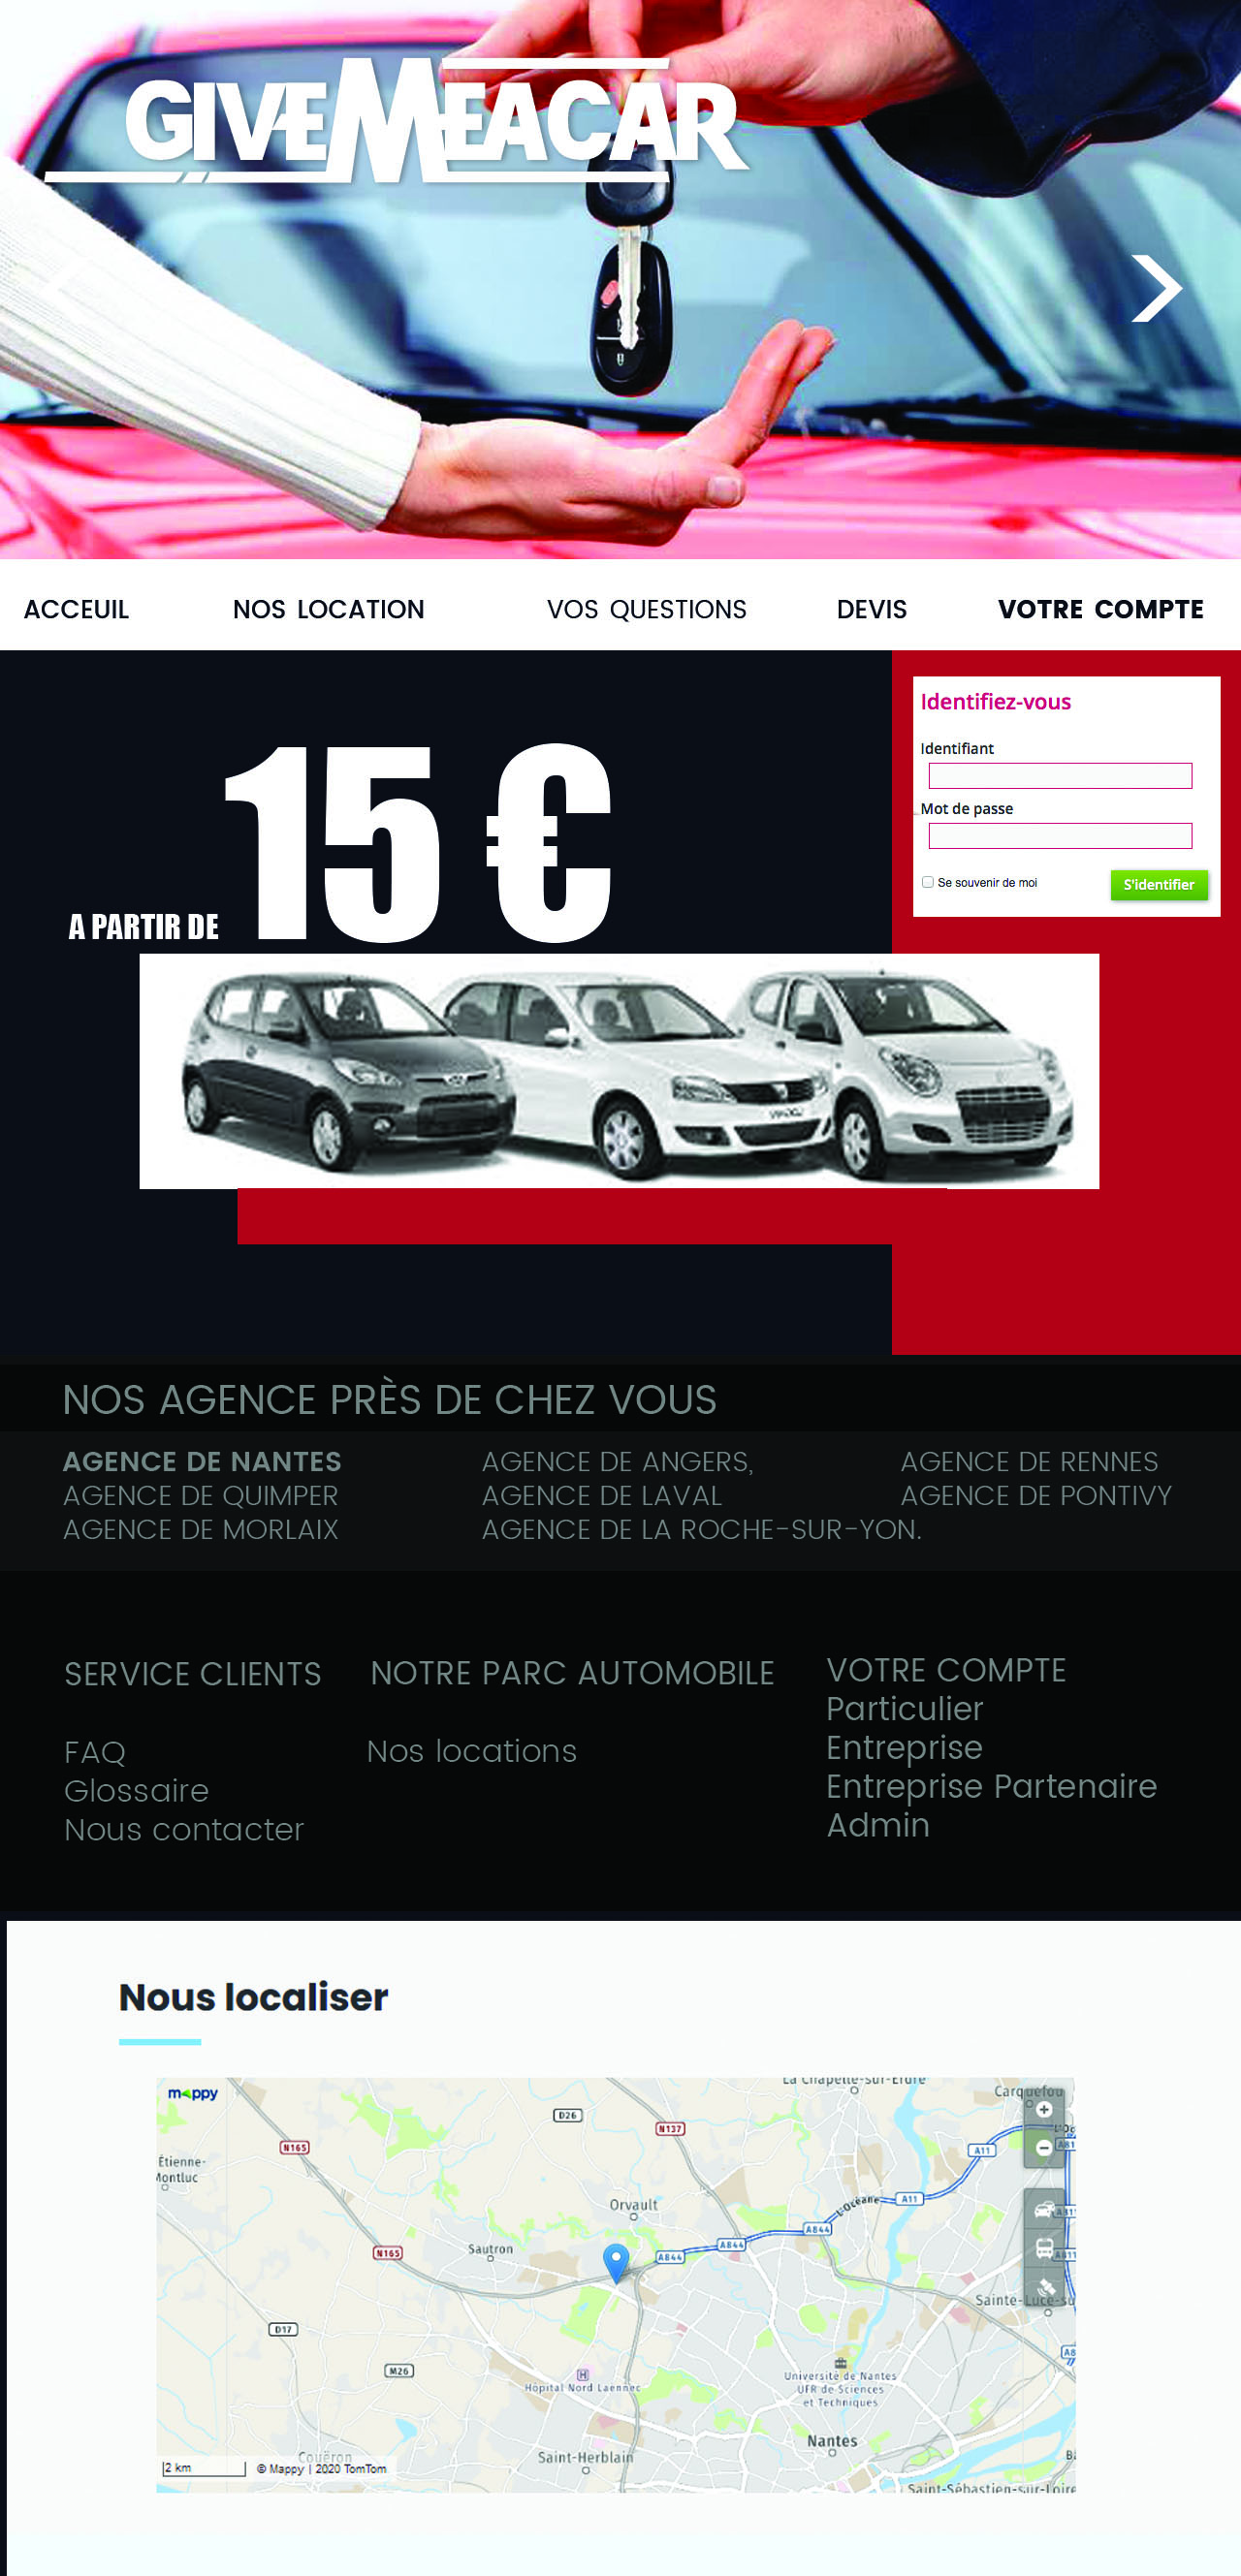 GIVEMEACAR
ACCEUIL NOS LOCATION VOS QUESTIONS DEVIS VOTRE COMPTE
Identifiez-vous
Identifiant
Mot de passe
Se souvenir de moi S'identifier
A PARTIR DE 15 €
NOS AGENCE PRÈS DE CHEZ VOUS
AGENCE DE NANTES AGENCE DE ANGERS, AGENCE DE RENNES
AGENCE DE QUIMPER AGENCE DE LAVAL AGENCE DE PONTIVY
AGENCE DE MORLAIX AGENCE DE LA ROCHE-SUR-YON.
SERVICE CLIENTS
FAQ
Glossaire
Nous contacter
NOTRE PARC AUTOMOBILE
Nos locations
VOTRE COMPTE
Particulier
Entreprise
Entreprise Partenaire
Admin
Nous localiser
mappy
La Chapelle-sur-Erdre
Carquefou
D26
N137
N165
A11
Étienne-
Montluc
Orvault
L'Océane
A11
A844
Sautron
N165
A844
A844
Sainte-Luce-su
D17
M26
Hôpital Nord Laennec
Université de Nantes
UFR de Sciences
et Techniques
Nantes
Couëron
Saint-Herblain
2 km © Mappy | 2020 TomTom
Saint-Sébastien-sur-Loire